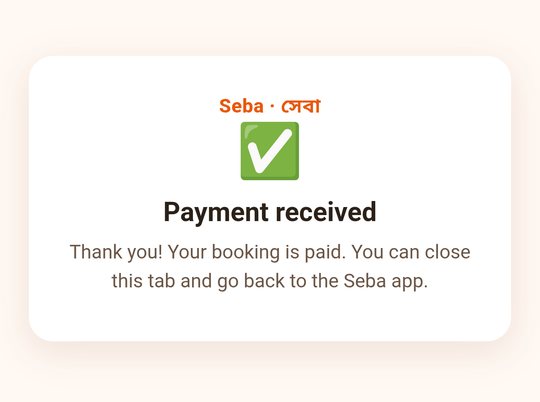 Seba · সেবা
Payment received
Thank you! Your booking is paid. You can close
this tab and go back to the Seba app.